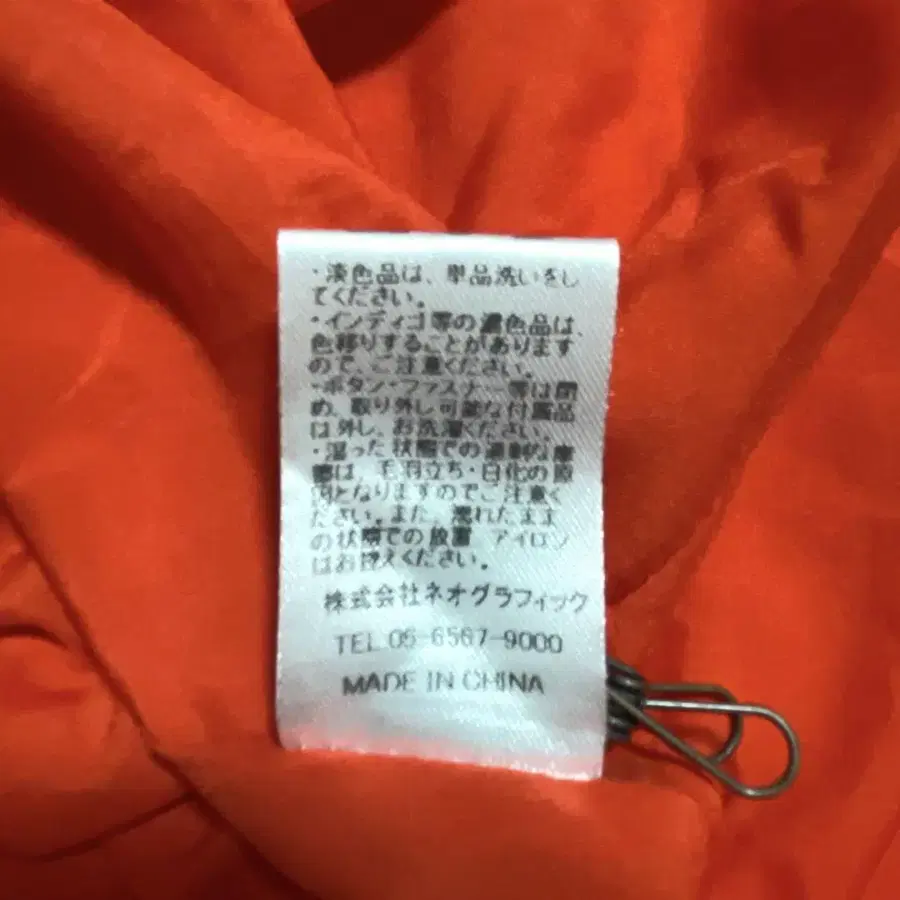 ・淡色品は、単品洗いをし
てください。
・インディゴ等の濃色品は、
色移りすることがあります
ので、ご注意ください。
・ボタン・ファスナー等は閉
め、取り外し可能な付属品
は外し、お洗濯ください。
・湿った状態での過剰な摩
擦は、毛羽立ち・白化の原
因となりますのでご注意く
ださい。また、濡れたまま
の状態での放置、アイロン
はお控えください。
株式会社ネオグラフィック
TEL 06-6567-9000
MADE IN CHINA